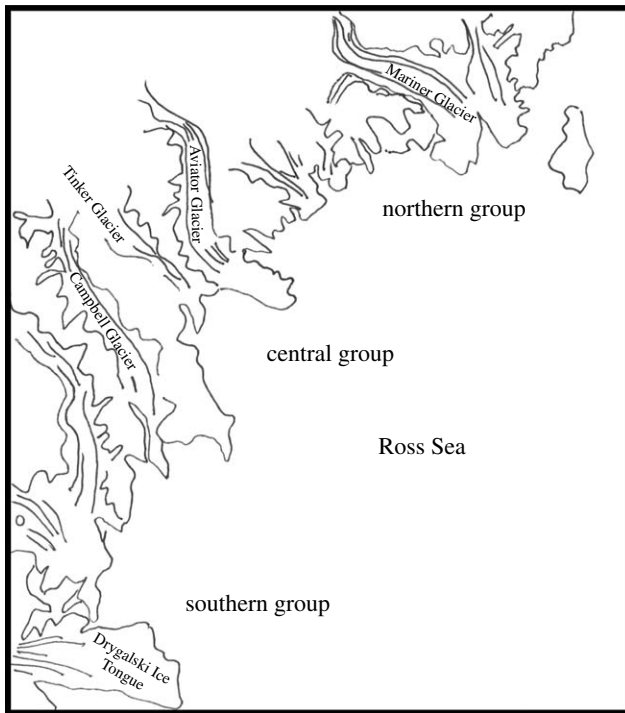 Mariner Glacier
Aviator Glacier
Tinker Glacier
northern group
Campbell Glacier
central group
Ross Sea
southern group
Drygalski Ice
Tongue